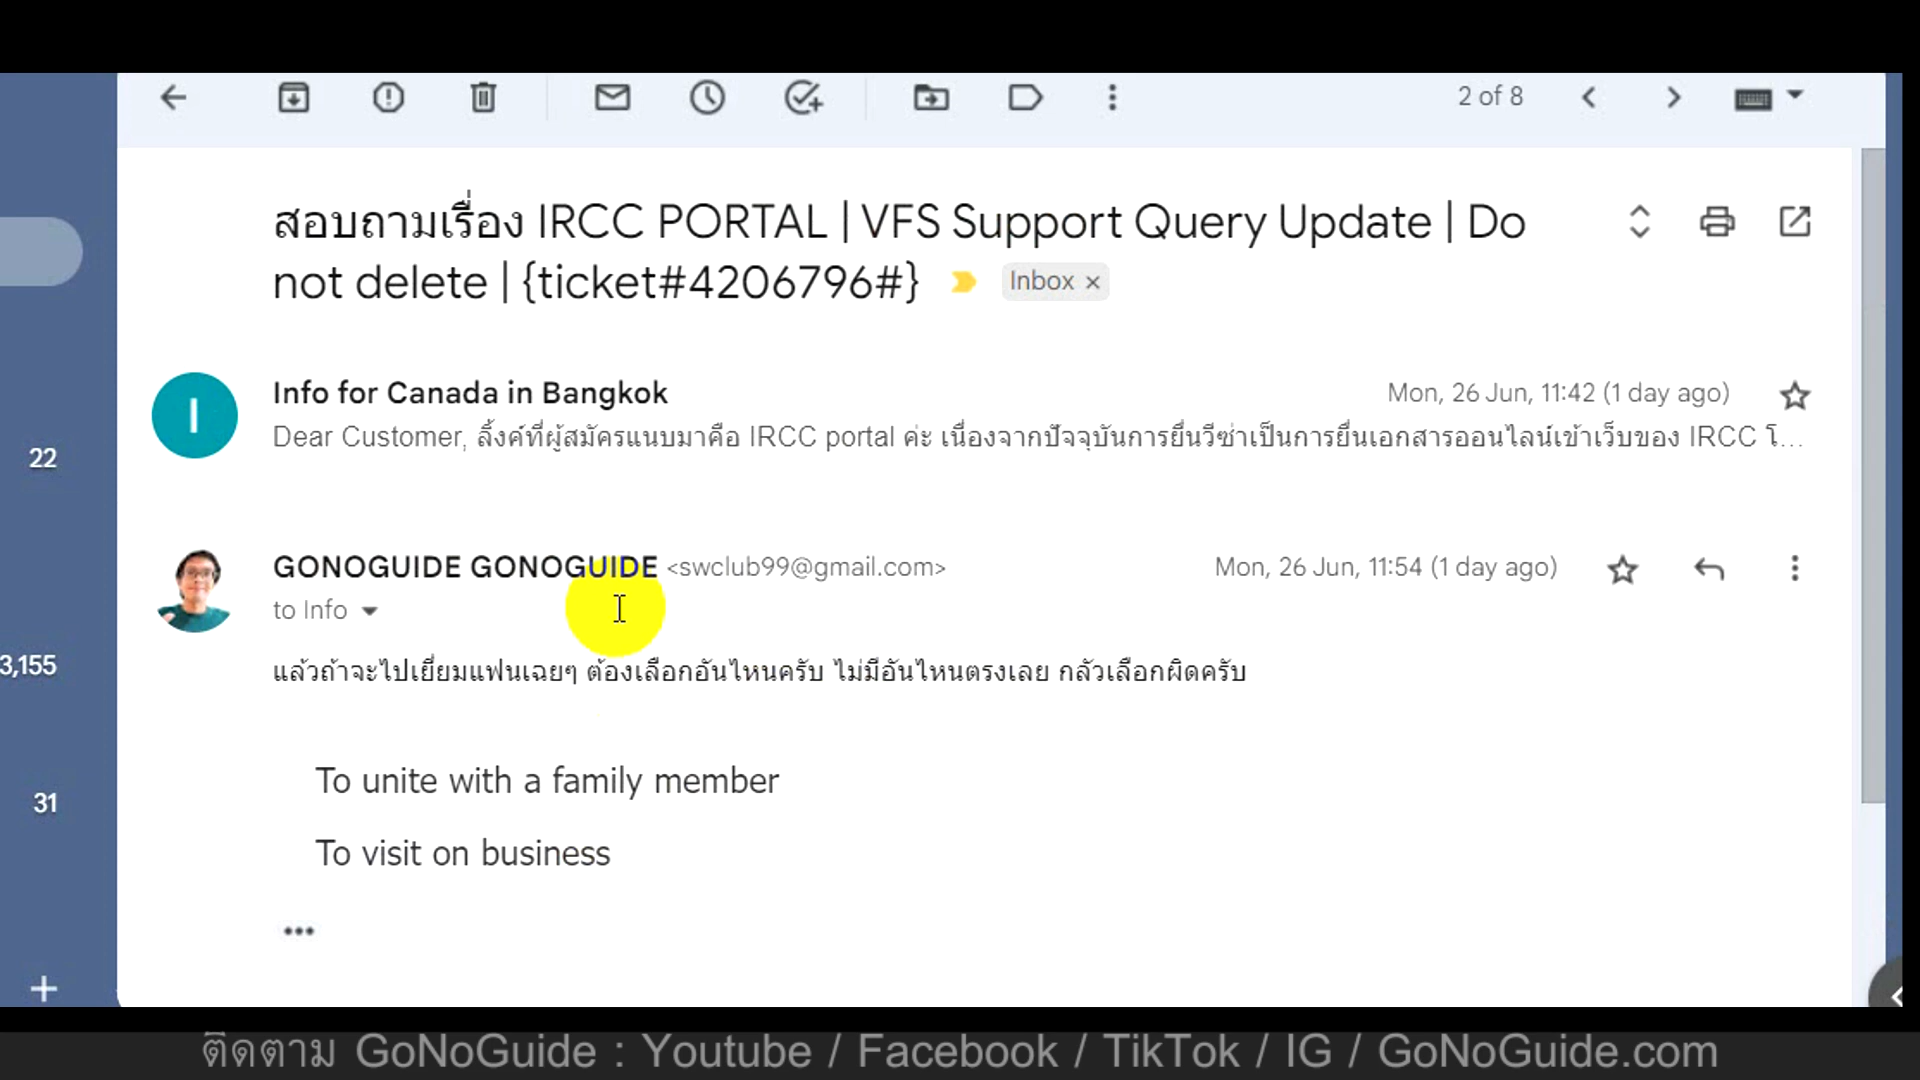 2 of 8
สอบถามเรื่อง IRCC PORTAL | VFS Support Query Update | Do
not delete | {ticket#4206796#} Inbox ×
I
Info for Canada in Bangkok Mon, 26 Jun, 11:42 (1 day ago)
Dear Customer, ลิ้งค์ที่ผู้สมัครแนบมาคือ IRCC portal ค่ะ เนื่องจากปัจจุบันการยื่นวีซ่าเป็นการยื่นเอกสารออนไลน์เข้าเว็บของ IRCC โ...
22
GONOGUIDE GONOGUIDE <swclub99@gmail.com> Mon, 26 Jun, 11:54 (1 day ago)
to Info
3,155
แล้วถ้าจะไปเยี่ยมแฟนเฉยๆ ต้องเลือกอันไหนครับ ไม่มีอันไหนตรงเลย กลัวเลือกผิดครับ
To unite with a family member
31
To visit on business
ติดตาม GoNoGuide : Youtube / Facebook / TikTok / IG / GoNoGuide.com